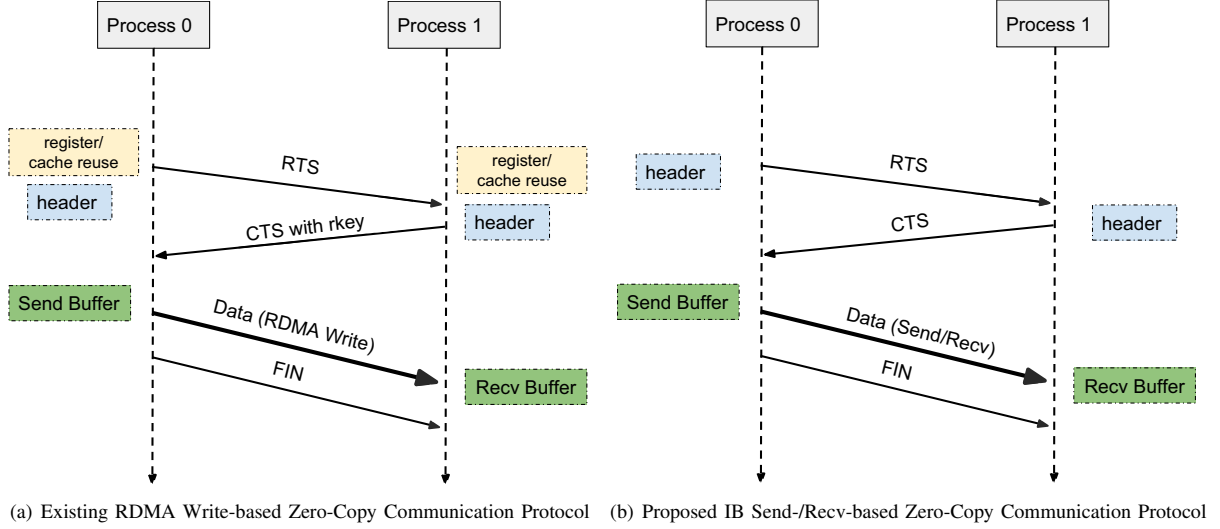 Process 0
Process 1
register/
cache reuse
header
RTS
register/
cache reuse
header
CTS with rkey
Send Buffer
Data (RDMA Write)
FIN
Recv Buffer
(a) Existing RDMA Write-based Zero-Copy Communication Protocol
Process 0
Process 1
header
RTS
CTS
header
Send Buffer
Data (Send/Recv)
FIN
Recv Buffer
(b) Proposed IB Send-/Recv-based Zero-Copy Communication Protocol